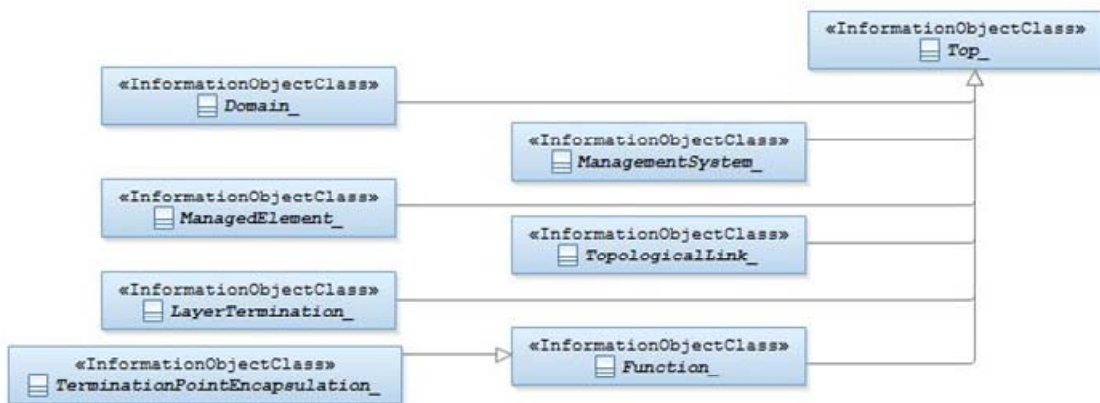 «InformationObjectClass»
Top_
«InformationObjectClass»
Domain_
«InformationObjectClass»
ManagementSystem_
«InformationObjectClass»
ManagedElement_
«InformationObjectClass»
TopologicalLink_
«InformationObjectClass»
LayerTermination_
«InformationObjectClass»
Function_
«InformationObjectClass»
TerminationPointEncapsulation_